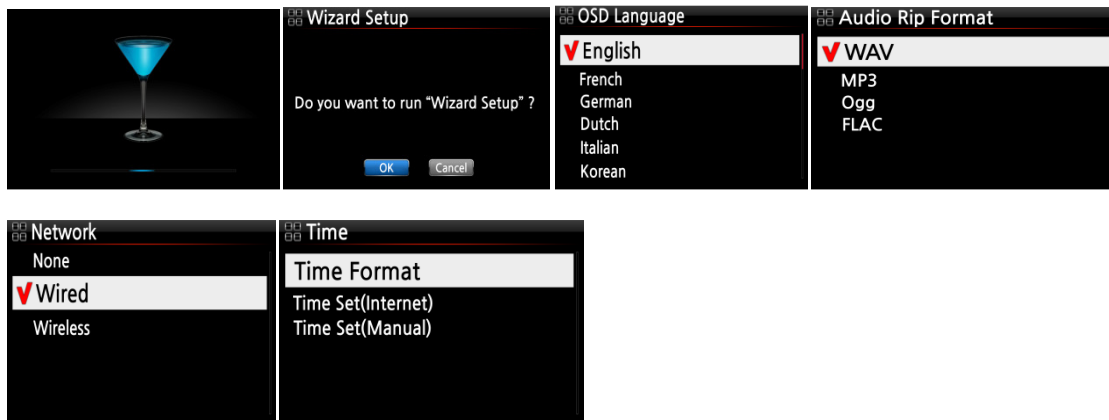 Wizard Setup
Do you want to run “Wizard Setup” ?
OK
Cancel
OSD Language
English
French
German
Dutch
Italian
Korean
Audio Rip Format
WAV
MP3
Ogg
FLAC
Network
None
Wired
Wireless
Time
Time Format
Time Set(Internet)
Time Set(Manual)